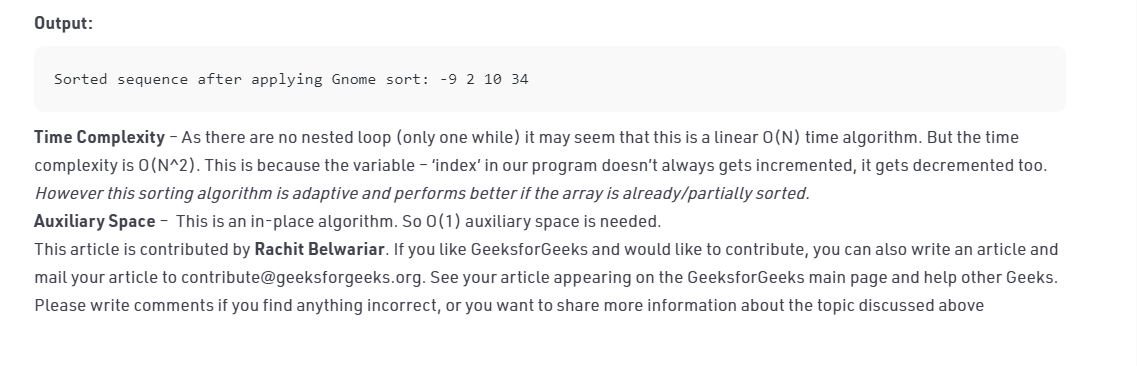 Output:
Sorted sequence after applying Gnome sort: -9 2 10 34
Time Complexity – As there are no nested loop (only one while) it may seem that this is a linear O(N) time algorithm. But the time
complexity is O(N^2). This is because the variable – ‘index’ in our program doesn’t always gets incremented, it gets decremented too.
However this sorting algorithm is adaptive and performs better if the array is already/partially sorted.
Auxiliary Space – This is an in-place algorithm. So O(1) auxiliary space is needed.
This article is contributed by Rachit Belwariar. If you like GeeksforGeeks and would like to contribute, you can also write an article and
mail your article to contribute@geeksforgeeks.org. See your article appearing on the GeeksforGeeks main page and help other Geeks.
Please write comments if you find anything incorrect, or you want to share more information about the topic discussed above